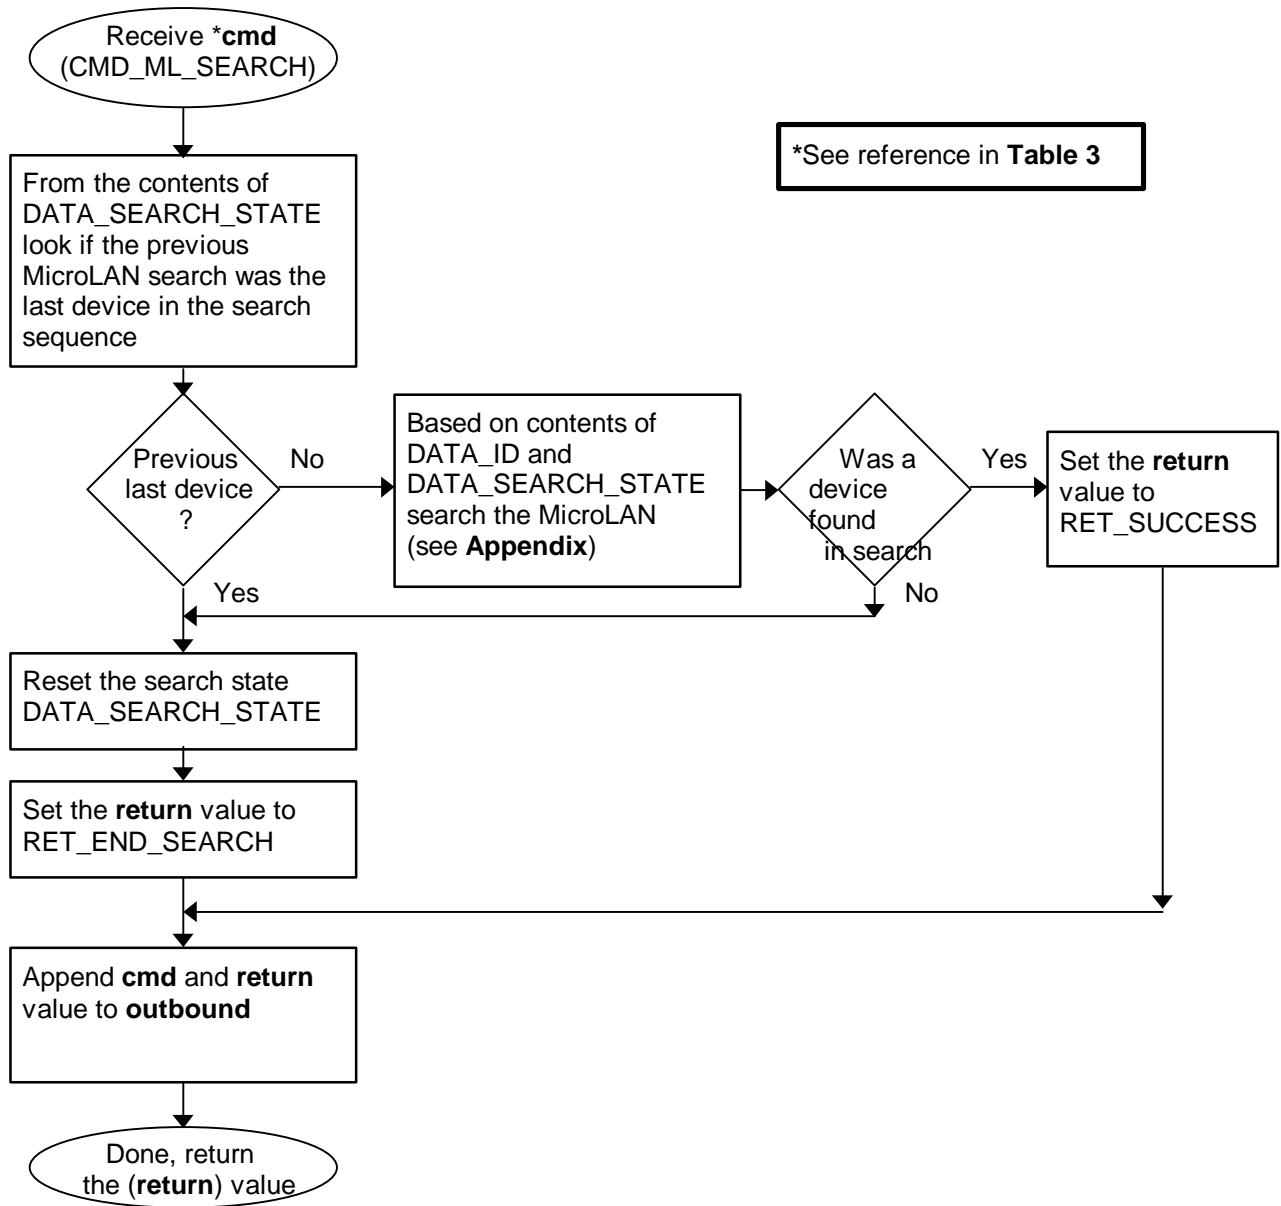 Receive *cmd
(CMD_ML_SEARCH)
*See reference in Table 3
From the contents of
DATA_SEARCH_STATE
look if the previous
MicroLAN search was the
last device in the search
sequence
Previous
last device
?
No
Based on contents of
DATA_ID and
DATA_SEARCH_STATE
search the MicroLAN
(see Appendix)
Was a
device
found
in search
Yes
Set the return
value to
RET_SUCCESS
Yes
No
Reset the search state
DATA_SEARCH_STATE
Set the return value to
RET_END_SEARCH
Append cmd and return
value to outbound
Done, return
the (return) value